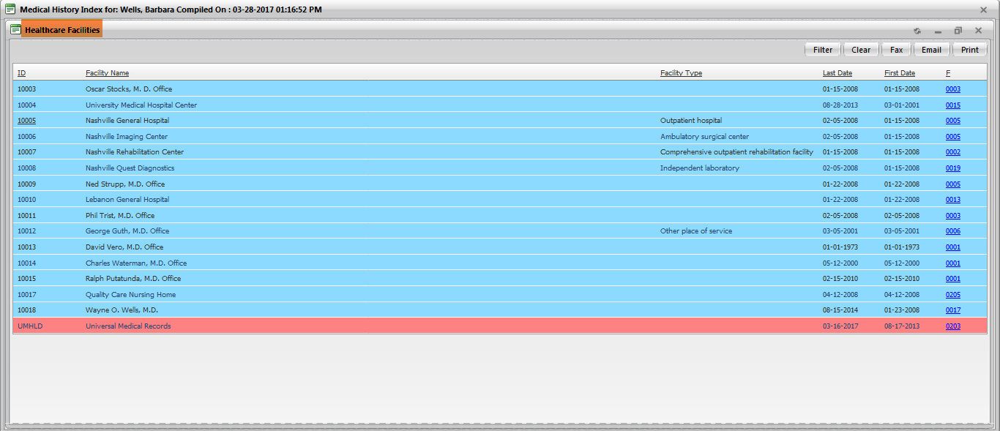 Medical History Index for: Wells, Barbara Compiled On : 03-28-2017 01:16:52 PM
Healthcare Facilities
Filter Clear Fax Email Print
ID Facility Name Facility Type Last Date First Date F
10003 Oscar Stocks, M. D. Office 01-15-2008 01-15-2008 0003
10004 University Medical Hospital Center 08-28-2013 03-01-2001 0015
10005 Nashville General Hospital Outpatient hospital 02-05-2008 01-15-2008 0005
10006 Nashville Imaging Center Ambulatory surgical center 02-05-2008 01-15-2008 0005
10007 Nashville Rehabilitation Center Comprehensive outpatient rehabilitation facility 01-15-2008 01-15-2008 0002
10008 Nashville Quest Diagnostics Independent laboratory 02-05-2008 01-15-2008 0019
10009 Ned Strupp, M.D. Office 01-22-2008 01-22-2008 0005
10010 Lebanon General Hospital 01-22-2008 01-22-2008 0013
10011 Phil Trist, M.D. Office 02-05-2008 02-05-2008 0003
10012 George Guth, M.D. Office Other place of service 03-05-2001 03-05-2001 0006
10013 David Vero, M.D. Office 01-01-1973 01-01-1973 0001
10014 Charles Waterman, M.D. Office 05-12-2000 05-12-2000 0001
10015 Ralph Putatunda, M.D. Office 02-15-2010 02-15-2010 0001
10017 Quality Care Nursing Home 04-12-2008 04-12-2008 0205
10018 Wayne O. Wells, M.D. 08-15-2014 01-23-2008 0017
UMHLD Universal Medical Records 03-16-2017 08-17-2013 0203